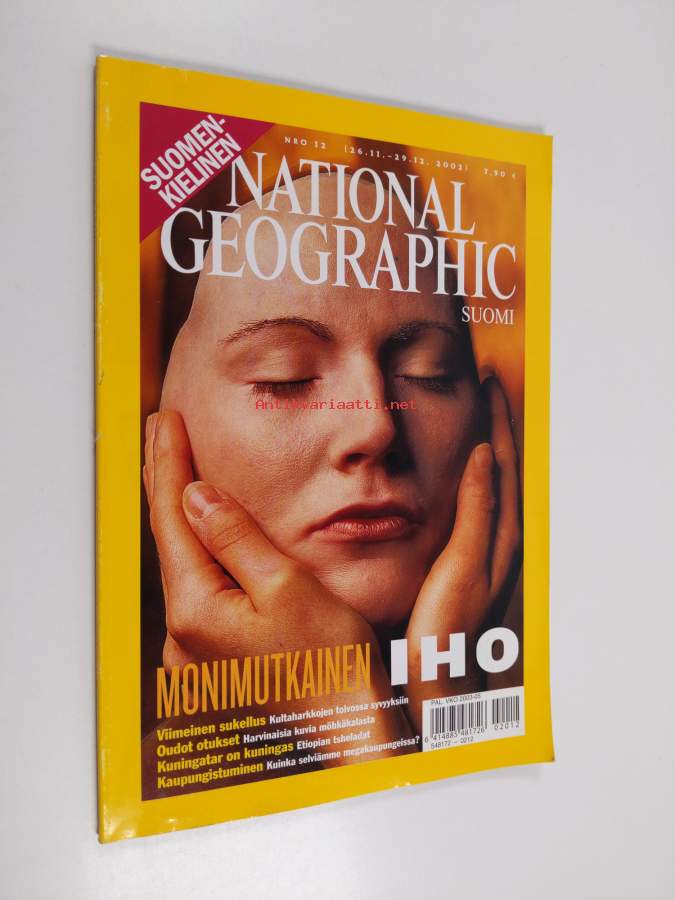 SUOMEN-
KIELINEN
NRO 12 (26.11.–29.12. 2002) 7,90 €
NATIONAL
GEOGRAPHIC
SUOMI
Antikvariaatti.net
MONIMUTKAINEN IHO
Viimeinen sukellus Kultaharkkojen toivossa syvyyksiin
Oudot otukset Harvinaisia kuvia möhkäkalasta
Kuningatar on kuningas Etiopian tsheladat
Kaupungistuminen Kuinka selviämme megakaupungeissa?
PAL. VKO 2003-05
6 414885 481726 02012
548172 – 0212